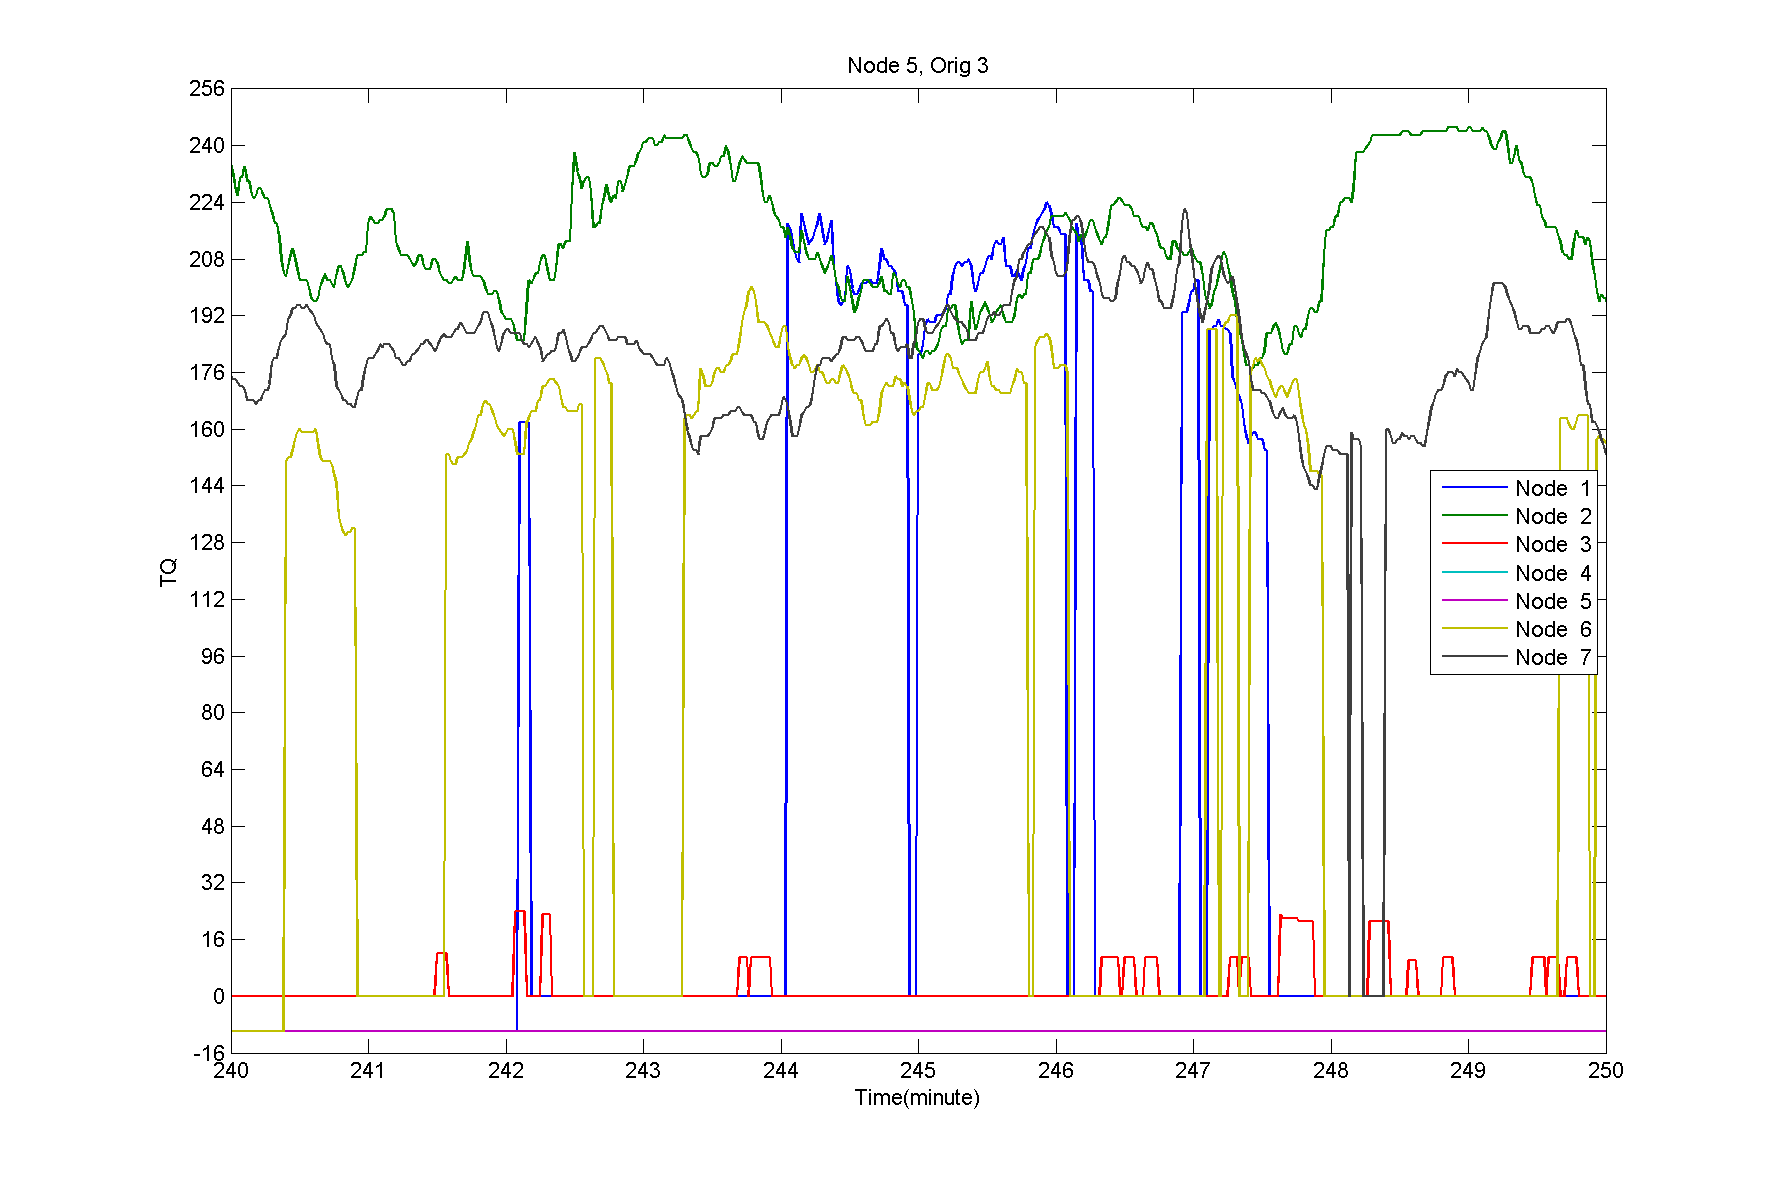 Node 5, Orig 3
256
240
224
208
192
176
160
144
128
112
96
80
64
48
32
16
0
-16
TQ
Node 1
Node 2
Node 3
Node 4
Node 5
Node 6
Node 7
240 241 242 243 244 245 246 247 248 249 250
Time(minute)